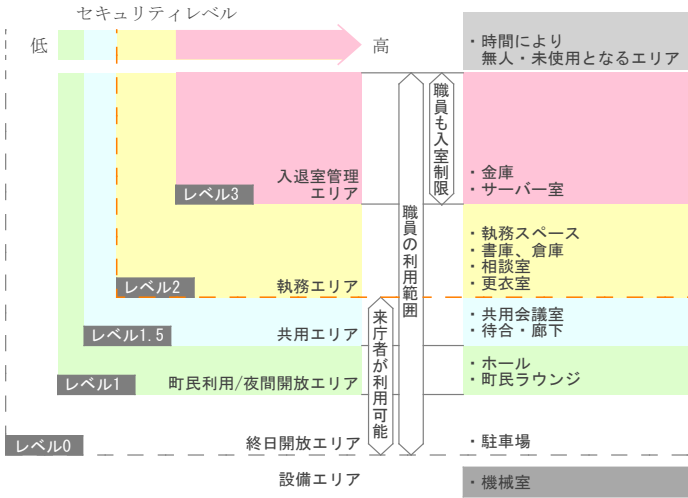 セキュリティレベル
低
高
・時間により
無人・未使用となるエリア
職員も入室制限
入退室管理
エリア
レベル3
・金庫
・サーバー室
職員の利用範囲
・執務スペース
・書庫、倉庫
・相談室
・更衣室
レベル2
執務エリア
来庁者が利用可能
・共用会議室
・待合・廊下
レベル1.5
共用エリア
・ホール
・町民ラウンジ
レベル1
町民利用/夜間開放エリア
レベル0
終日開放エリア
・駐車場
設備エリア
・機械室